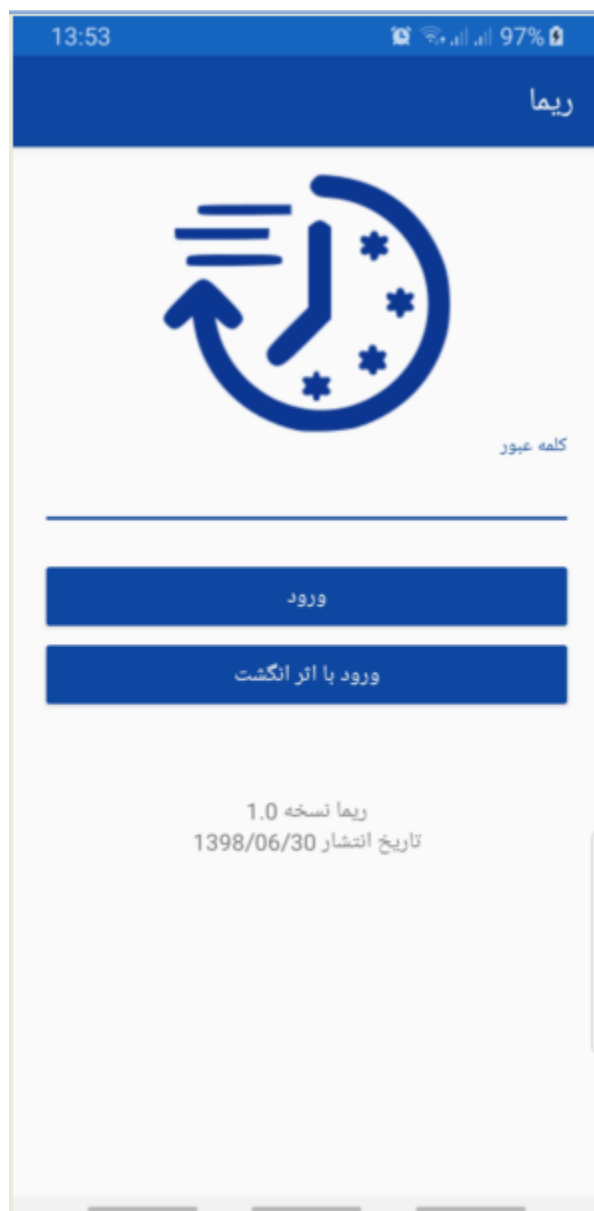 13:53 97%
ریما
کلمه عبور
ورود
ورود با اثر انگشت
ریما نسخه 1.0
تاریخ انتشار 1398/06/30